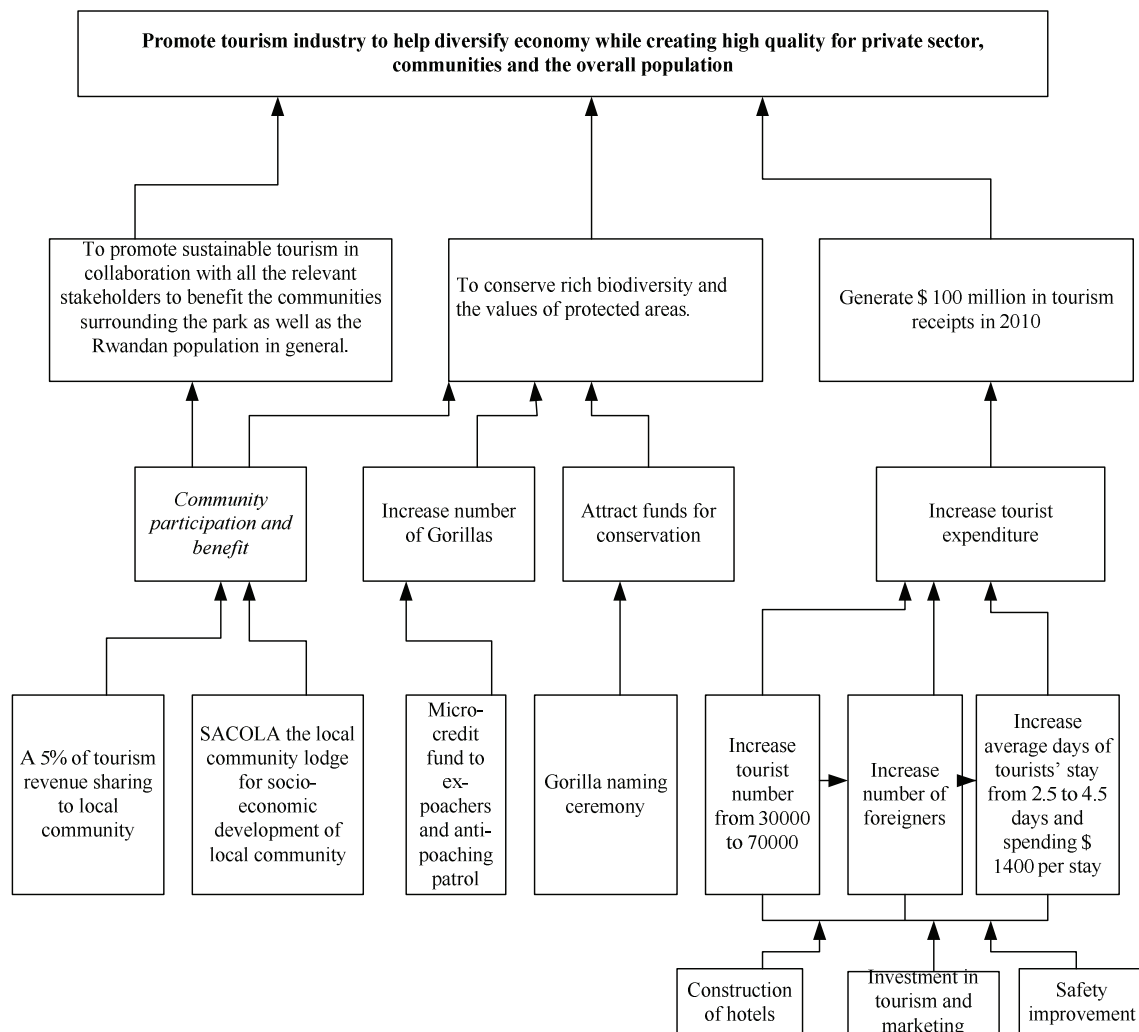 Promote tourism industry to help diversify economy while creating high quality for private sector,
communities and the overall population
To promote sustainable tourism in
collaboration with all the relevant
stakeholders to benefit the communities
surrounding the park as well as the
Rwandan population in general.
To conserve rich biodiversity and
the values of protected areas.
Generate $ 100 million in tourism
receipts in 2010
Community
participation and
benefit
Increase number
of Gorillas
Attract funds for
conservation
Increase tourist
expenditure
A 5% of tourism
revenue sharing
to local
community
SACOLA the local
community lodge
for socio-
economic
development of
local community
Micro-
credit
fund to
ex-
poachers
and anti-
poaching
patrol
Gorilla naming
ceremony
Increase
tourist
number
from 30000
to 70000
Increase
number of
foreigners
Increase
average days of
tourists’ stay
from 2.5 to 4.5
days and
spending $
1400 per stay
Construction
of hotels
Investment in
tourism and
marketing
Safety
improvement